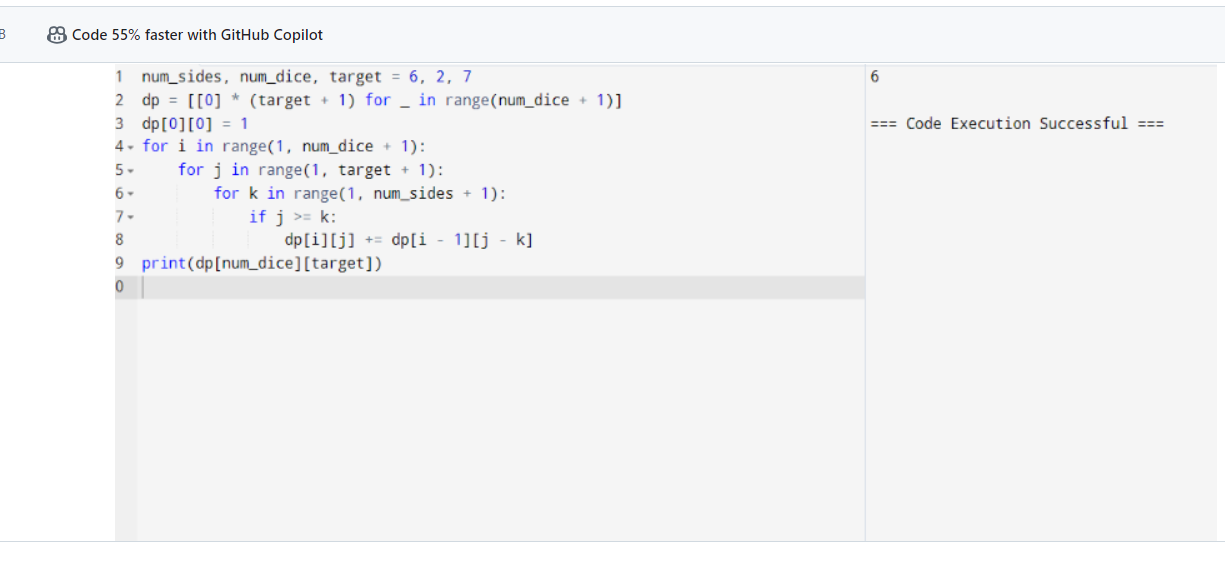 B
Code 55% faster with GitHub Copilot
1 num_sides, num_dice, target = 6, 2, 7
2 dp = [[0] * (target + 1) for _ in range(num_dice + 1)]
3 dp[0][0] = 1
4 for i in range(1, num_dice + 1):
5     for j in range(1, target + 1):
6         for k in range(1, num_sides + 1):
7             if j >= k:
8                 dp[i][j] += dp[i - 1][j - k]
9 print(dp[num_dice][target])
0
6
=== Code Execution Successful ===